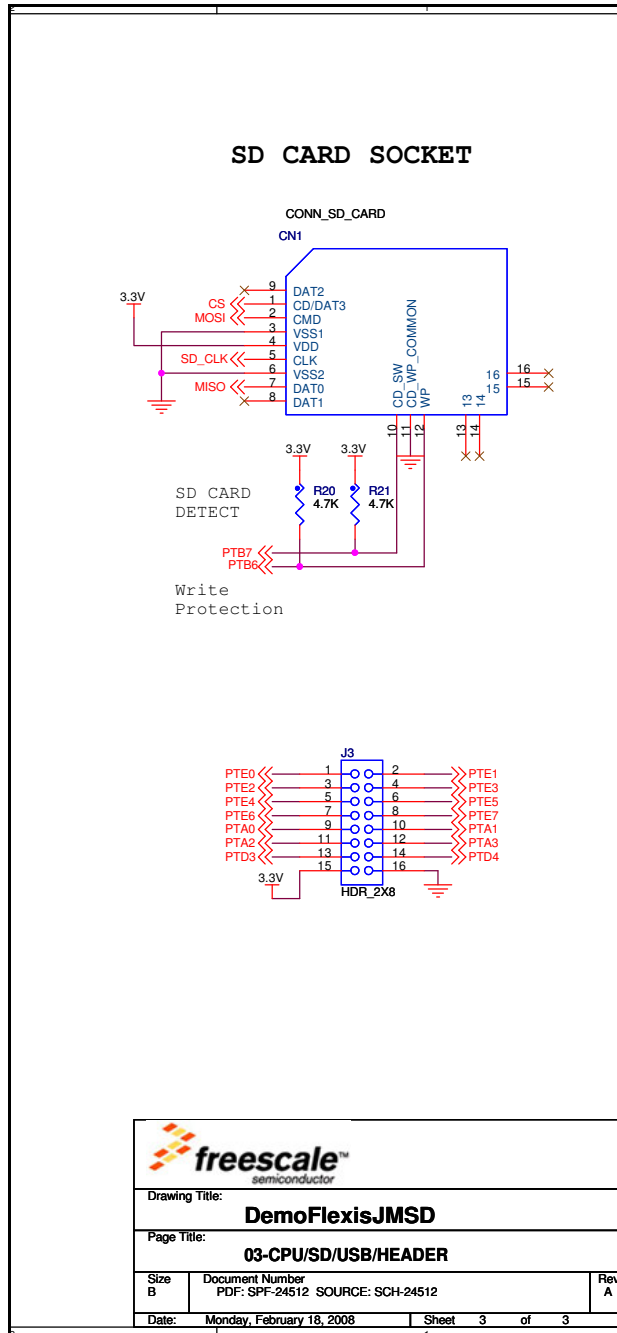 SD CARD SOCKET
CONN_SD_CARD
CN1
3.3V
9 DAT2
CS 1 CD/DAT3
MOSI 2 CMD
3 VSS1
4 VDD
SD_CLK 5 CLK
6 VSS2
MISO 7 DAT0
8 DAT1
CD_SW
CD_WP_COMMON
WP
10
11
12
13
14
13
14
16 16
15 15
3.3V 3.3V
R20
4.7K
R21
4.7K
SD CARD
DETECT
PTB7
PTB6
Write
Protection
J3
PTE0 1 2 PTE1
PTE2 3 4 PTE3
PTE4 5 6 PTE5
PTE6 7 8 PTE7
PTA0 9 10 PTA1
PTA2 11 12 PTA3
PTD3 13 14 PTD4
15 16
3.3V
HDR_2X8
freescale™
semiconductor
Drawing Title:
DemoFlexisJMSD
Page Title:
03-CPU/SD/USB/HEADER
Size Document Number Rev
B PDF: SPF-24512 SOURCE: SCH-24512 A
Date: Monday, February 18, 2008 Sheet 3 of 3